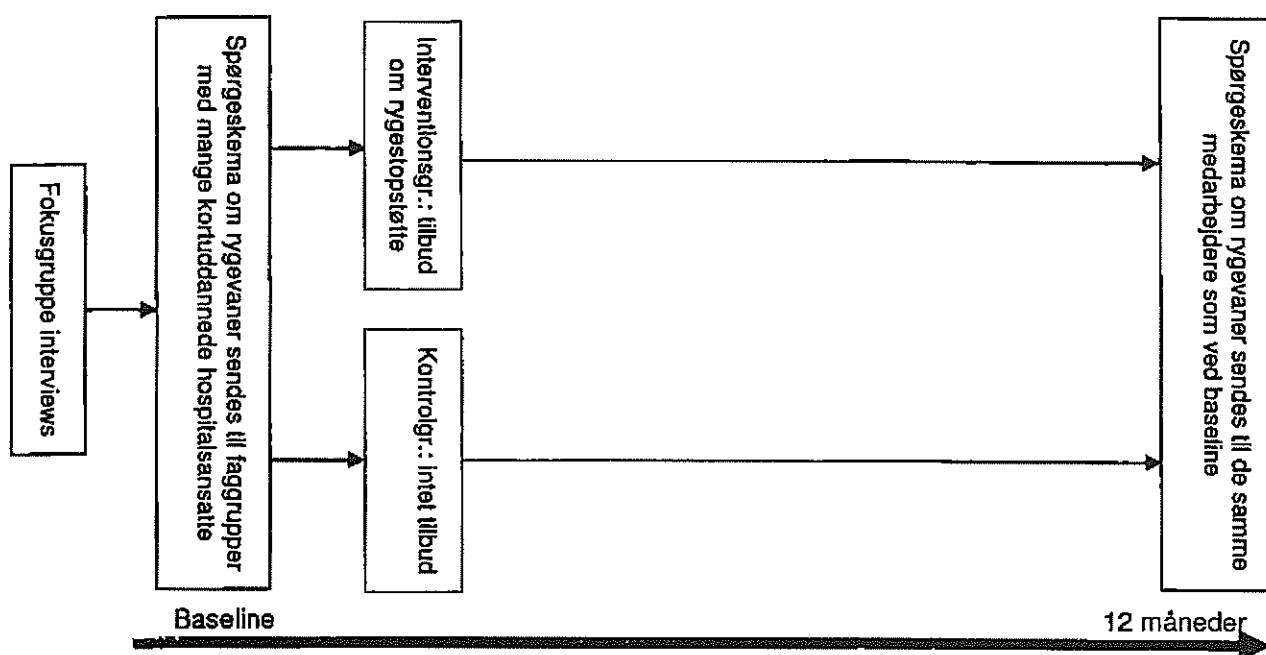 Fokusgruppe interviews
Spørgeskema om rygevaner sendes til faggrupper
med mange kortuddannede hospitalsansatte
Interventionsgr.: tilbud
om rygestopstøtte
Kontrolgr.: intet tilbud
Spørgeskema om rygevaner sendes til de samme
medarbejdere som ved baseline
Baseline
12 måneder